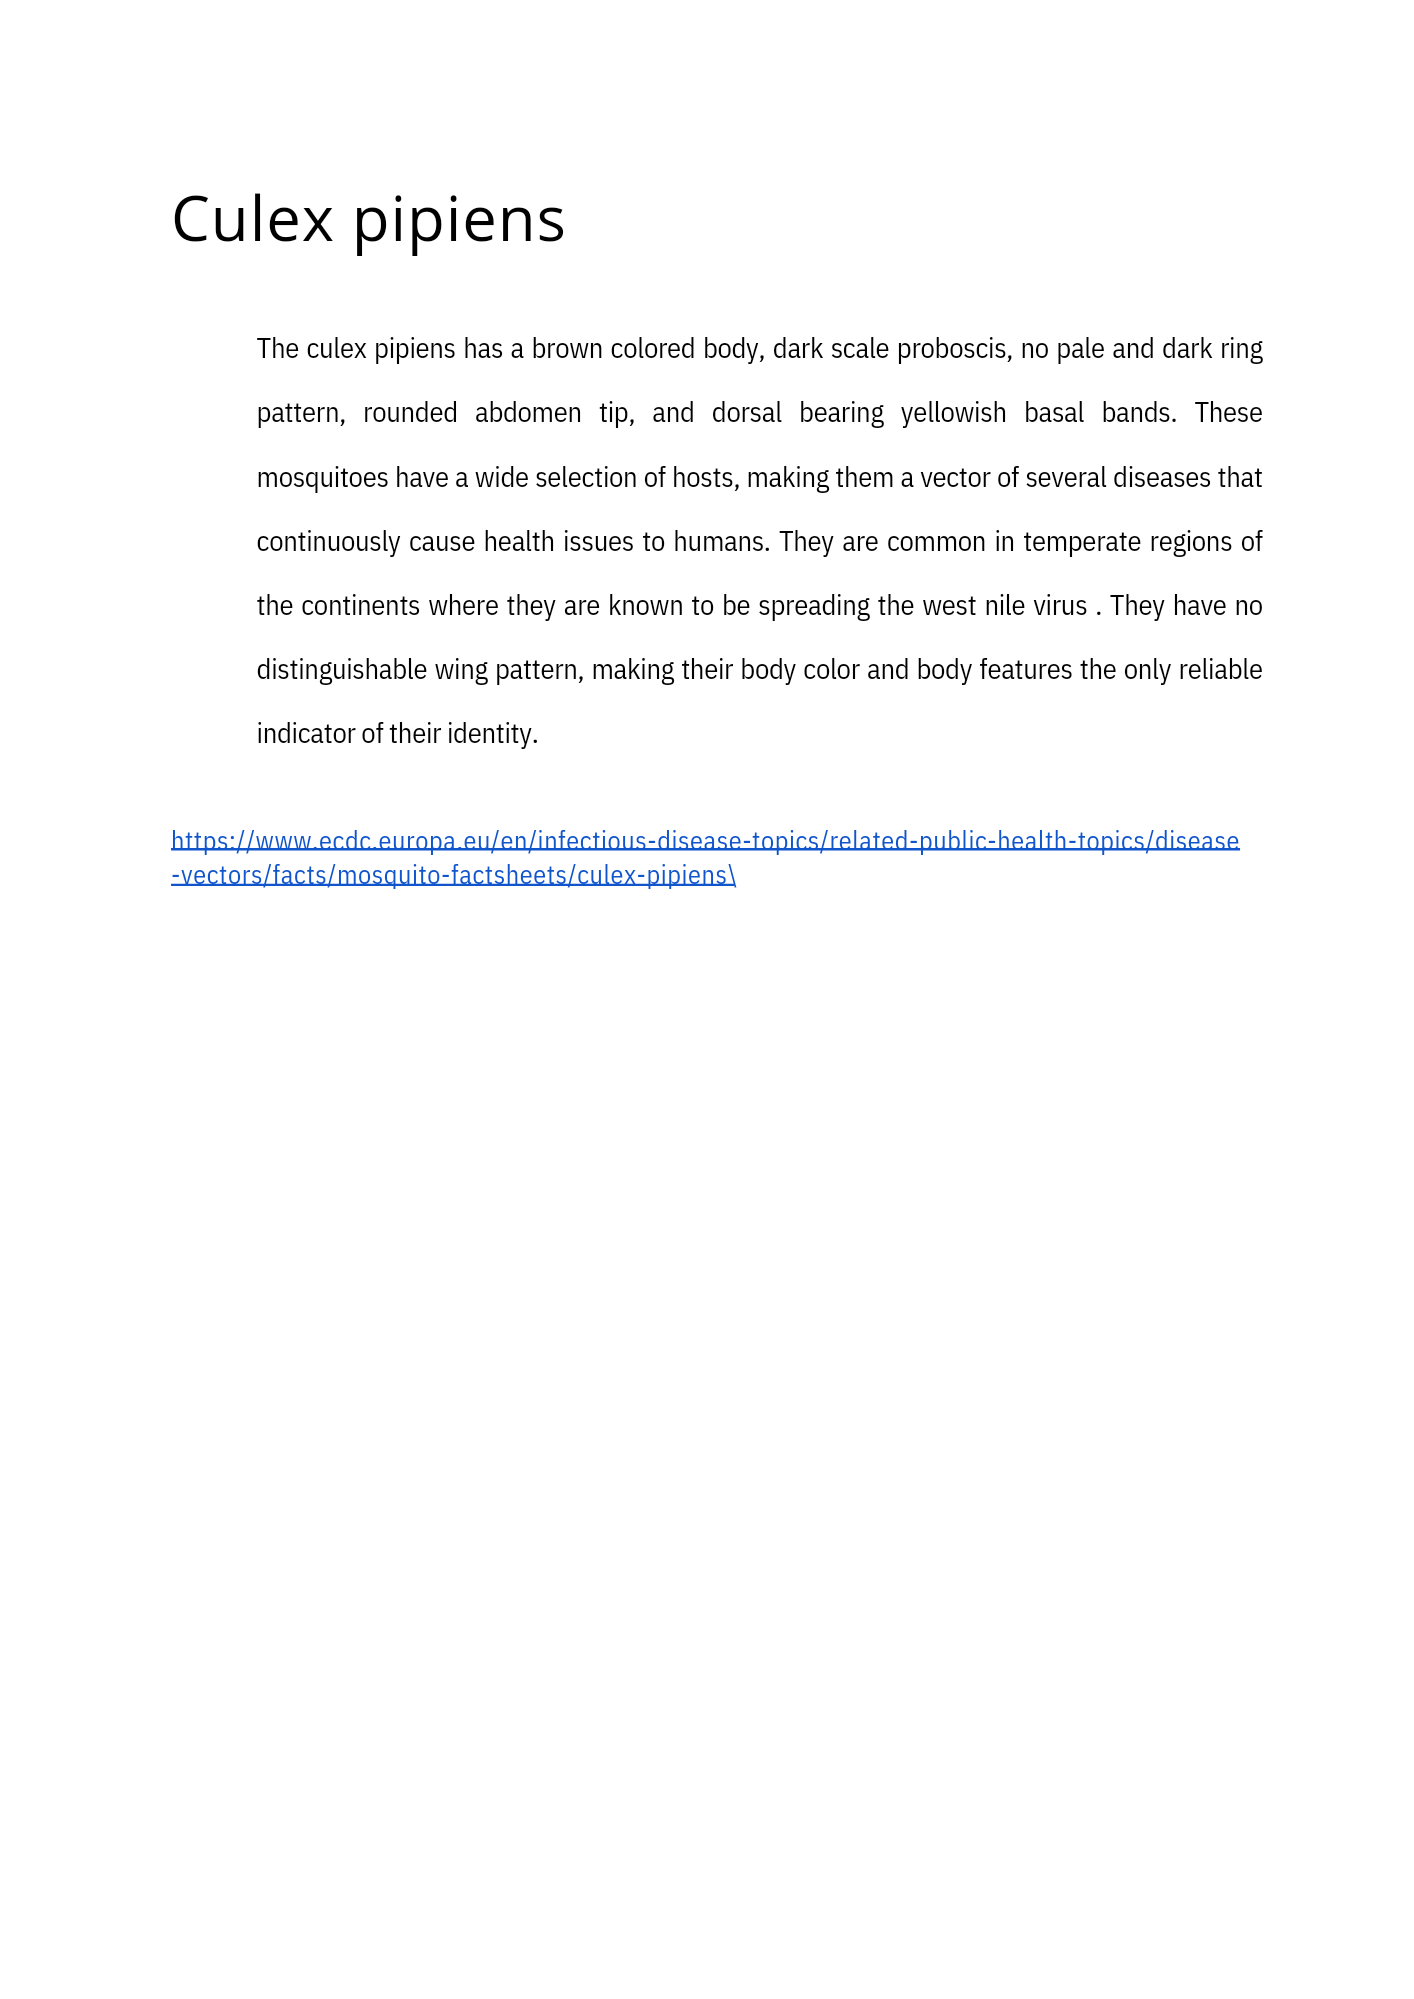 Culex pipiens
The culex pipiens has a brown colored body, dark scale proboscis, no pale and dark ring
pattern, rounded abdomen tip, and dorsal bearing yellowish basal bands. These
mosquitoes have a wide selection of hosts, making them a vector of several diseases that
continuously cause health issues to humans. They are common in temperate regions of
the continents where they are known to be spreading the west nile virus . They have no
distinguishable wing pattern, making their body color and body features the only reliable
indicator of their identity.
https://www.ecdc.europa.eu/en/infectious-disease-topics/related-public-health-topics/disease
-vectors/facts/mosquito-factsheets/culex-pipiens\